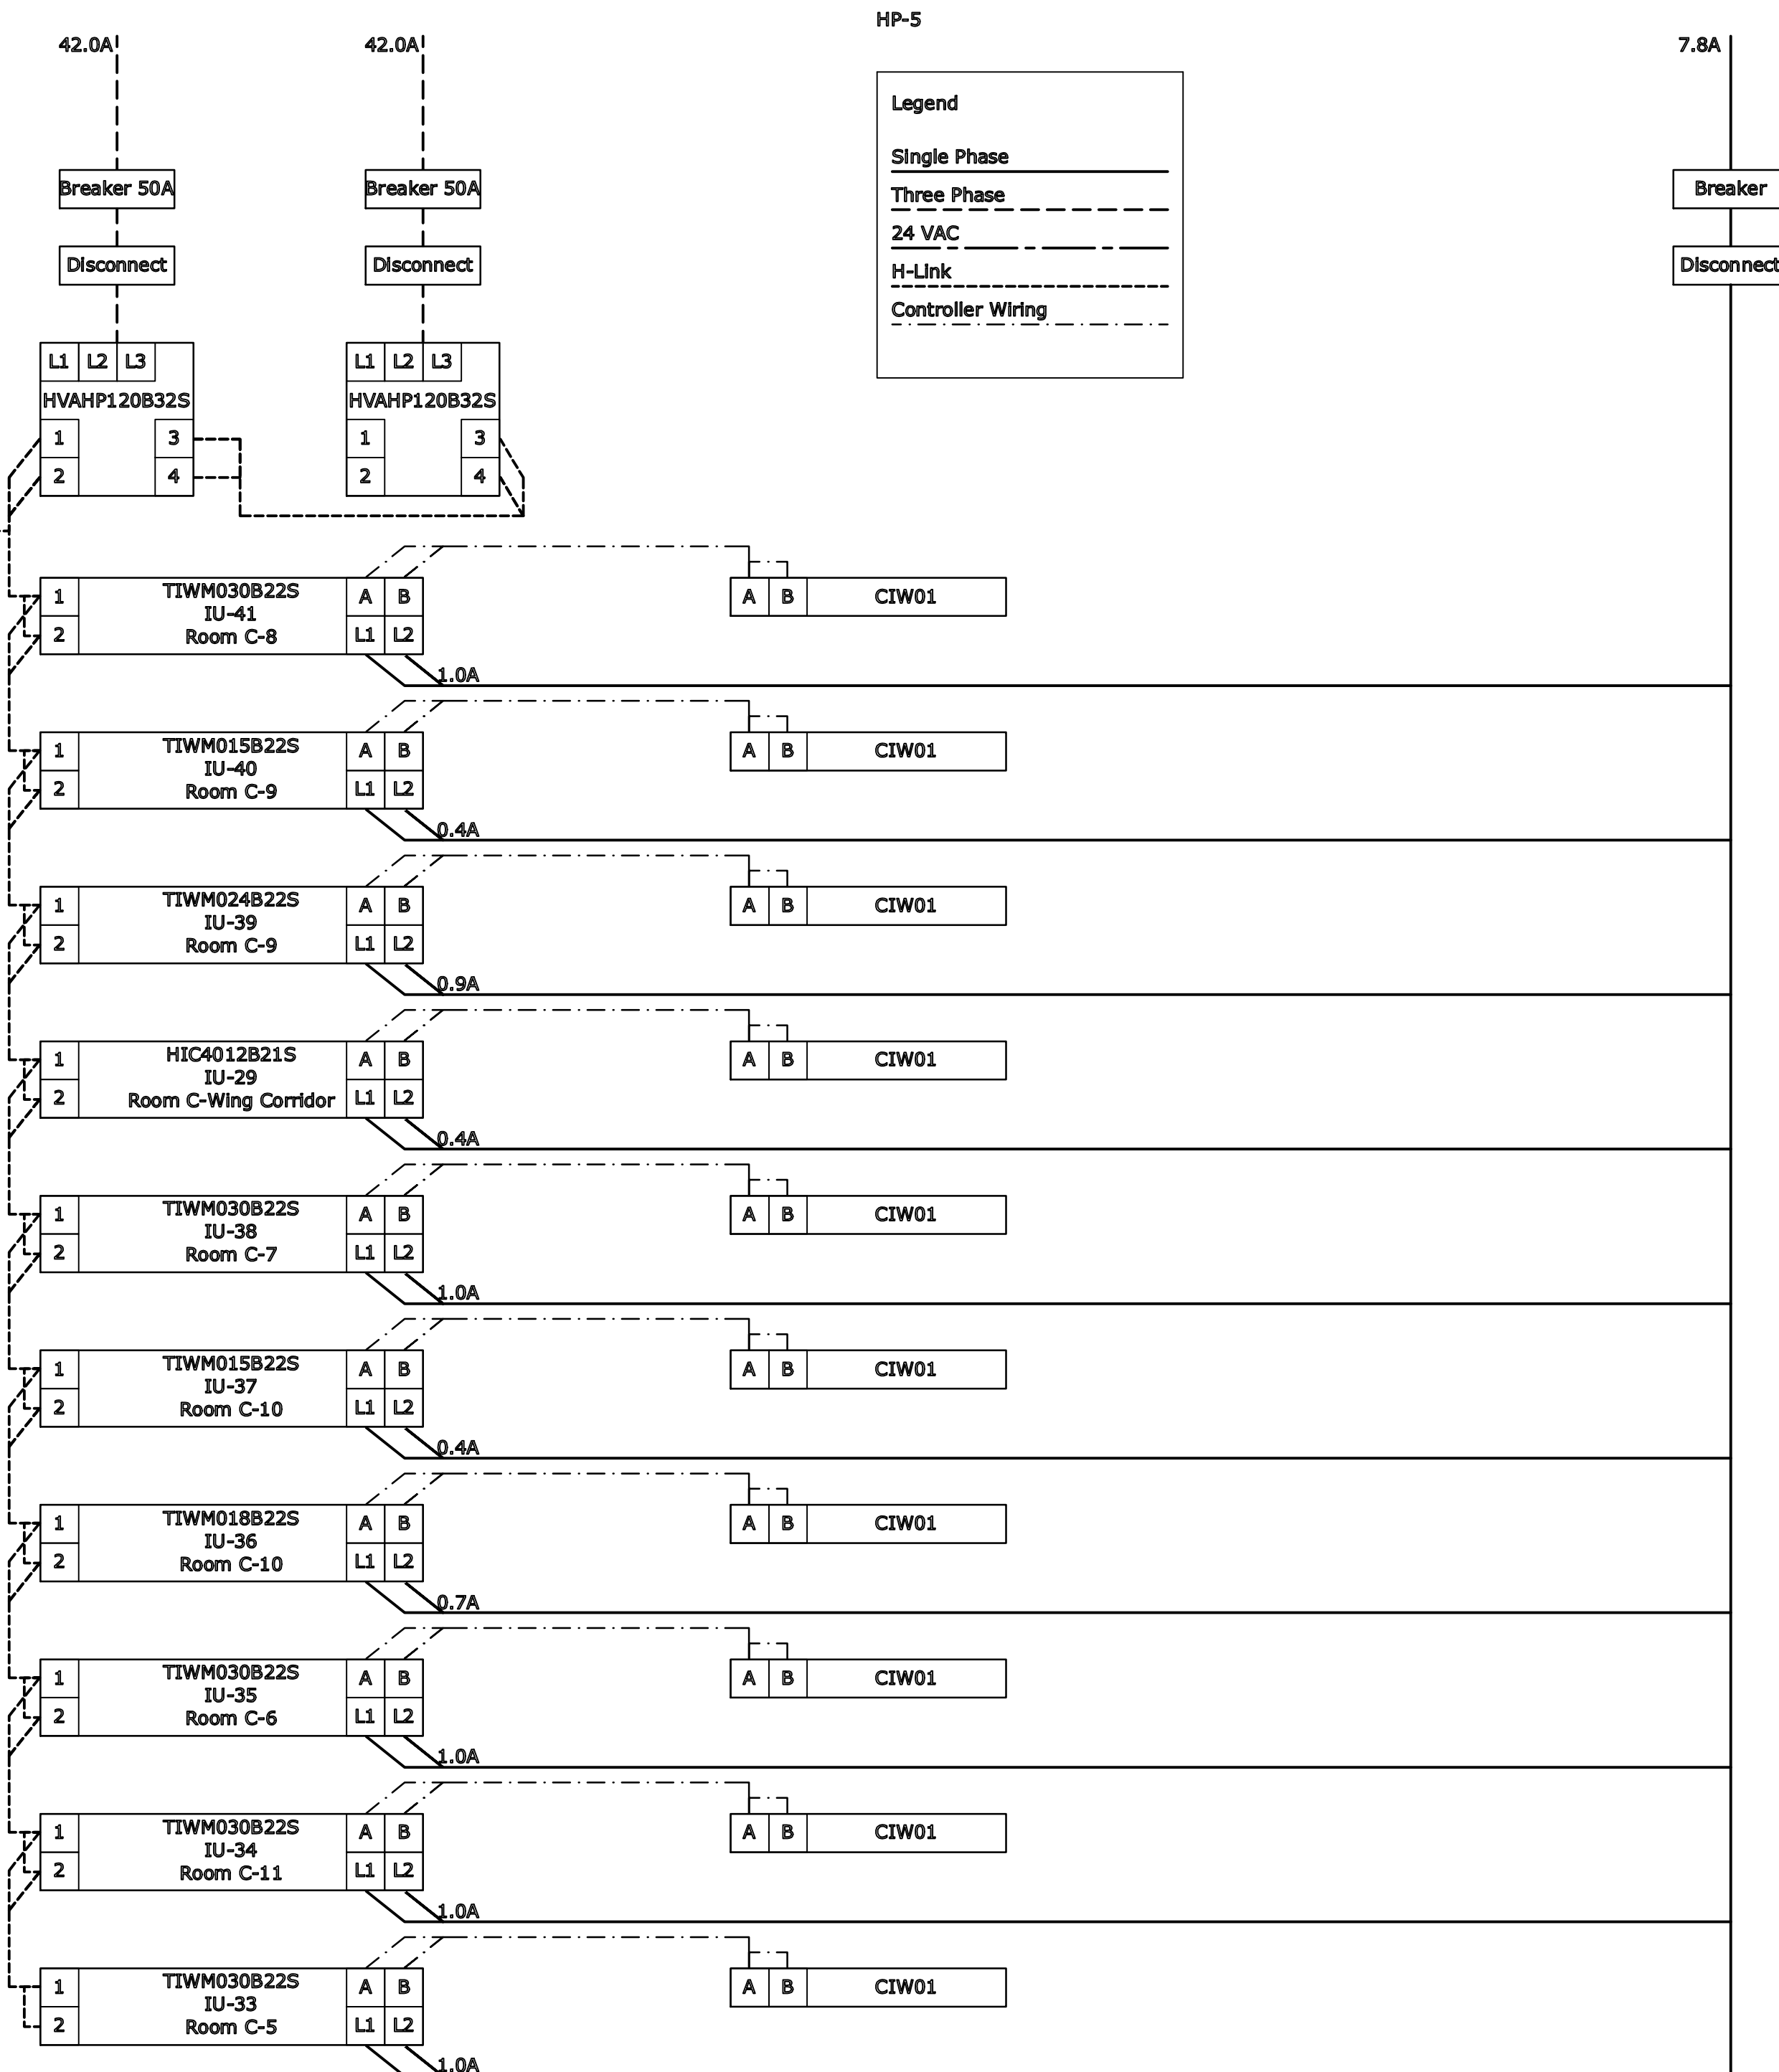 HP-5
42.0A
42.0A
7.8A
Legend
Single Phase
Three Phase
24 VAC
H-Link
Controller Wiring
Breaker 50A
Breaker 50A
Breaker
Disconnect
Disconnect
Disconnect
L1 L2 L3
HVAHP120B32S
1 3
2 4
L1 L2 L3
HVAHP120B32S
1 3
2 4
1 TIWM030B22S A B
IU-41
2 Room C-8 L1 L2
A B CIW01
1.0A
1 TIWM015B22S A B
IU-40
2 Room C-9 L1 L2
A B CIW01
0.4A
1 TIWM024B22S A B
IU-39
2 Room C-9 L1 L2
A B CIW01
0.9A
1 HIC4012B21S A B
IU-29
2 Room C-Wing Corridor L1 L2
A B CIW01
0.4A
1 TIWM030B22S A B
IU-38
2 Room C-7 L1 L2
A B CIW01
1.0A
1 TIWM015B22S A B
IU-37
2 Room C-10 L1 L2
A B CIW01
0.4A
1 TIWM018B22S A B
IU-36
2 Room C-10 L1 L2
A B CIW01
0.7A
1 TIWM030B22S A B
IU-35
2 Room C-6 L1 L2
A B CIW01
1.0A
1 TIWM030B22S A B
IU-34
2 Room C-11 L1 L2
A B CIW01
1.0A
1 TIWM030B22S A B
IU-33
2 Room C-5 L1 L2
A B CIW01
1.0A